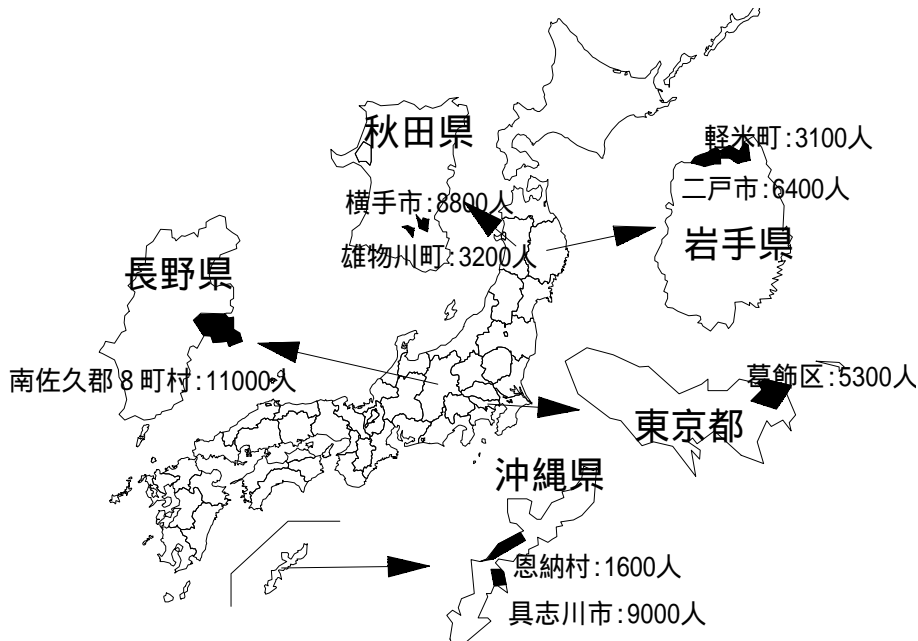 秋田県
横手市:8800人
雄物川町:3200人
軽米町:3100人
二戸市:6400人
岩手県
長野県
南佐久郡８町村:11000人
葛飾区:5300人
東京都
沖縄県
恩納村:1600人
具志川市:9000人